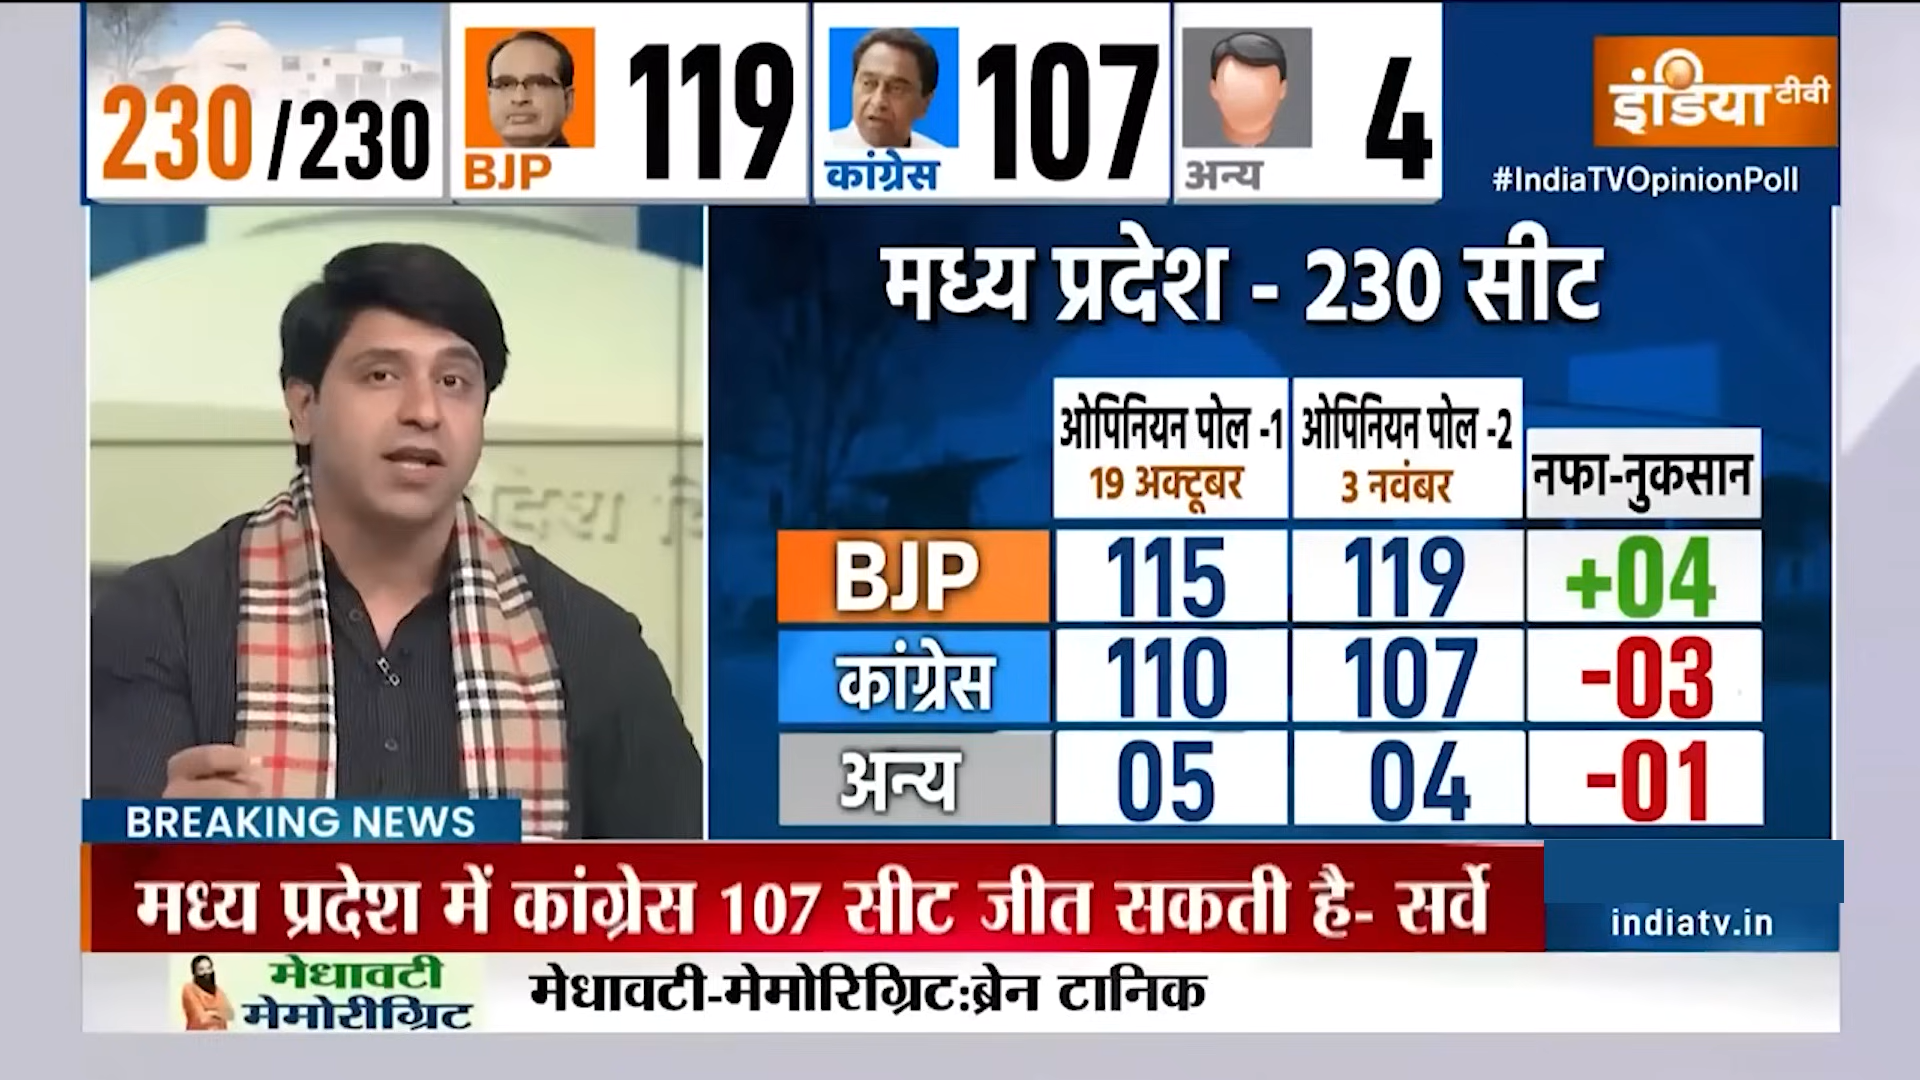 230/230
BJP
119
कांग्रेस
107
अन्य
4
इंडिया टीवी
#IndiaTVOpinionPoll
मध्य प्रदेश - 230 सीट
ओपिनियन पोल -1
19 अक्टूबर
ओपिनियन पोल -2
3 नवंबर
नफा-नुकसान
BJP 115 119 +04
कांग्रेस 110 107 -03
अन्य 05 04 -01
BREAKING NEWS
मध्य प्रदेश में कांग्रेस 107 सीट जीत सकती है- सर्वे
indiatv.in
मेधावटी
मेमोरीग्रिट
मेधावटी-मेमोरिग्रिट:ब्रेन टानिक